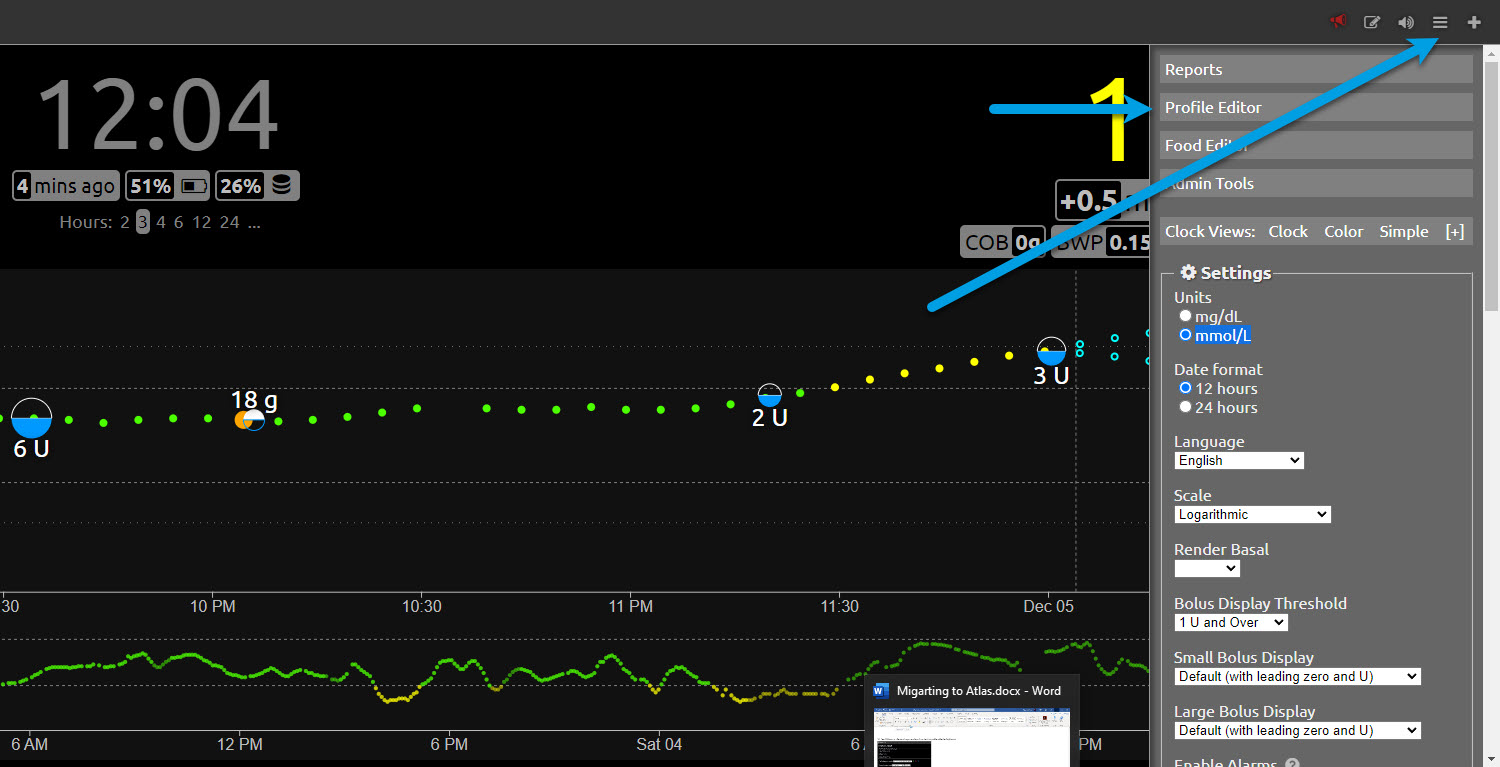 12:04
1
4 mins ago 51% 26%
+0.5
Hours: 2 3 4 6 12 24 ...
COB 0g BWP 0.15
18 g
6 U
2 U
3 U
10 PM 10:30 11 PM 11:30 Dec 05
6 AM 12 PM 6 PM Sat 04 PM
Migarting to Atlas.docx - Word
Reports
Profile Editor
Food Editor
Admin Tools
Clock Views: Clock Color Simple [+]
Settings
Units
mg/dL
mmol/L
Date format
12 hours
24 hours
Language
English
Scale
Logarithmic
Render Basal
Bolus Display Threshold
1 U and Over
Small Bolus Display
Default (with leading zero and U)
Large Bolus Display
Default (with leading zero and U)
Enable Alarms